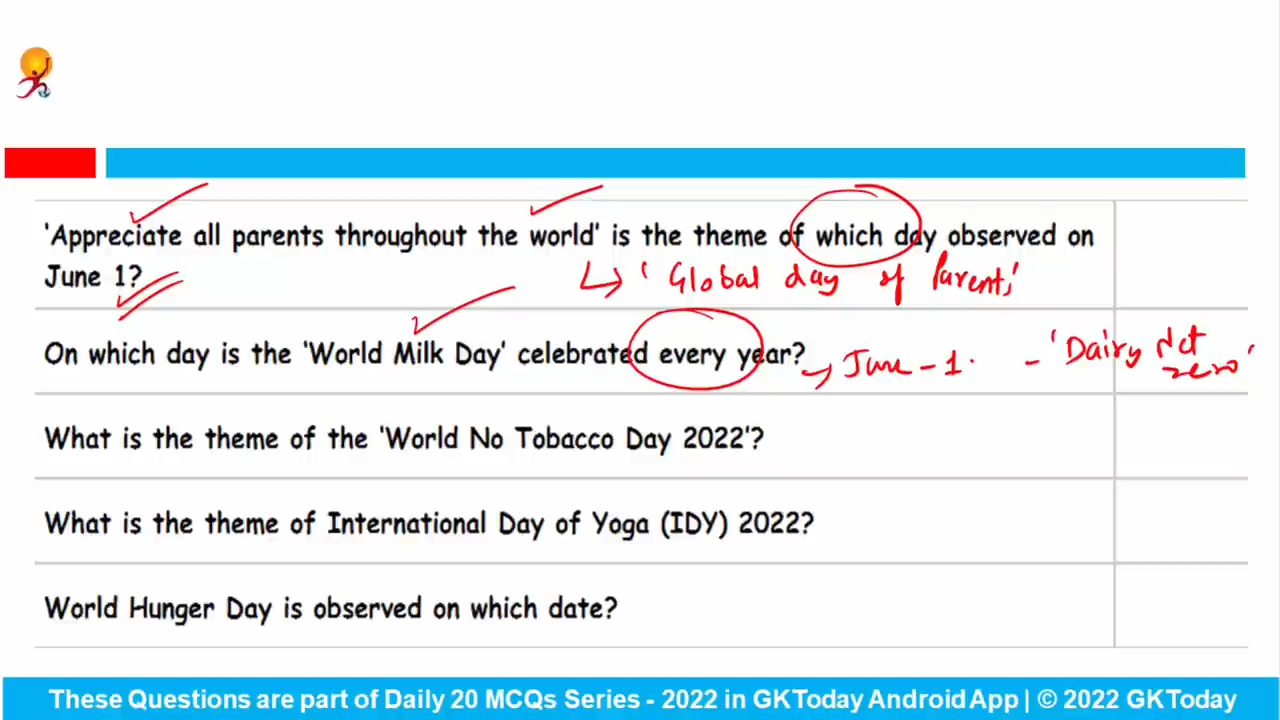 'Appreciate all parents throughout the world' is the theme of which day observed on
June 1?
↳ 'Global day of Parents'
On which day is the 'World Milk Day' celebrated every year?
→ June - 1. - 'Dairy Net
zero'
What is the theme of the 'World No Tobacco Day 2022'?
What is the theme of International Day of Yoga (IDY) 2022?
World Hunger Day is observed on which date?
These Questions are part of Daily 20 MCQs Series - 2022 in GKToday Android App | © 2022 GKToday